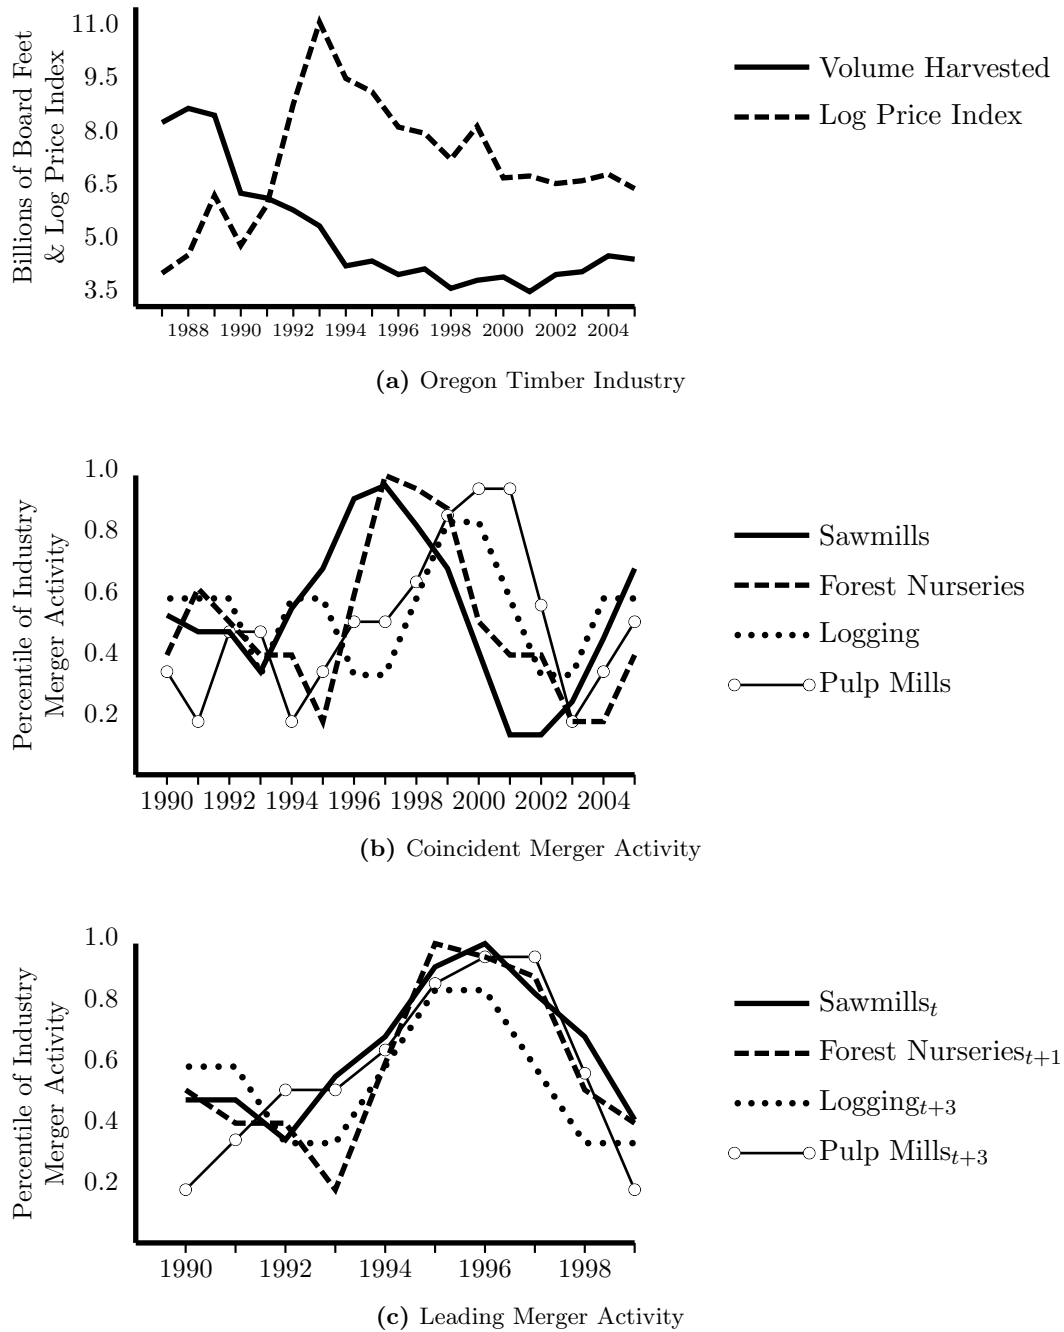 Billions of Board Feet
& Log Price Index
11.0
9.5
8.0
6.5
5.0
3.5
1988 1990 1992 1994 1996 1998 2000 2002 2004
Volume Harvested
Log Price Index
(a) Oregon Timber Industry
Percentile of Industry
Merger Activity
1.0
0.8
0.6
0.4
0.2
1990 1992 1994 1996 1998 2000 2002 2004
Sawmills
Forest Nurseries
Logging
Pulp Mills
(b) Coincident Merger Activity
Percentile of Industry
Merger Activity
1.0
0.8
0.6
0.4
0.2
1990 1992 1994 1996 1998
Sawmills_t
Forest Nurseries_{t+1}
Logging_{t+3}
Pulp Mills_{t+3}
(c) Leading Merger Activity